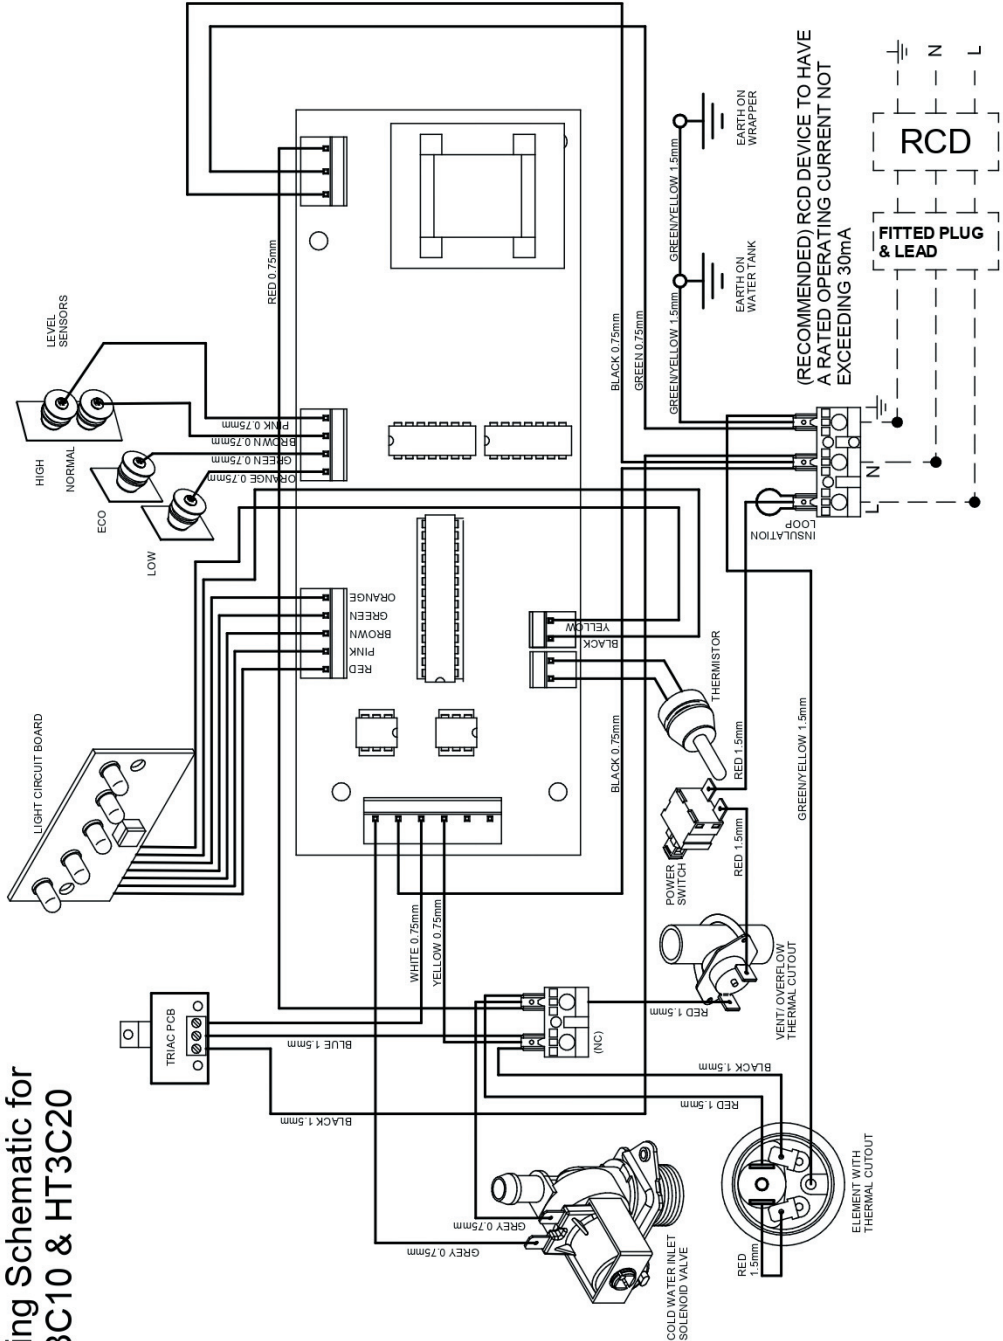 ing Schematic for
3C10 & HT3C20
LIGHT CIRCUIT BOARD
LEVEL
SENSORS
HIGH
NORMAL
ECO
LOW
TRIAC PCB
RED 0.75mm
PINK 0.75mm
BROWN 0.75mm
GREEN 0.75mm
ORANGE 0.75mm
ORANGE
GREEN
BROWN
PINK
RED
YELLOW
BLACK
WHITE 0.75mm
YELLOW 0.75mm
BLUE 1.5mm
BLACK 1.5mm
BLACK 0.75mm
BLACK 0.75mm
GREEN 0.75mm
GREEN/YELLOW 1.5mm
GREEN/YELLOW 1.5mm
EARTH ON
WATER TANK
EARTH ON
WRAPPER
(RECOMMENDED) RCD DEVICE TO HAVE
A RATED OPERATING CURRENT NOT
EXCEEDING 30mA
FITTED PLUG
& LEAD
RCD
N
L
N
L
INSULATION
LOOP
THERMISTOR
RED 1.5mm
POWER
SWITCH
RED 1.5mm
GREEN/YELLOW 1.5mm
VENT/ OVERFLOW
THERMAL CUTOUT
RED 1.5mm
(NC)
BLACK 1.5mm
RED 1.5mm
GREY 0.75mm
GREY 0.75mm
COLD WATER INLET
SOLENOID VALVE
RED
1.5mm
ELEMENT WITH
THERMAL CUTOUT